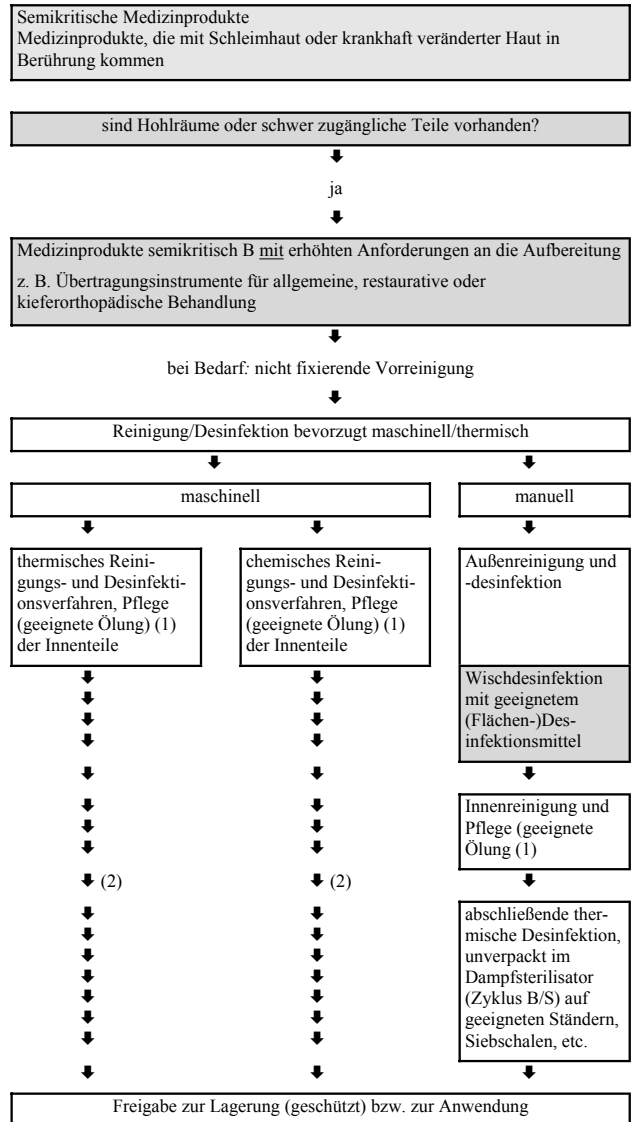 Semikritische Medizinprodukte
Medizinprodukte, die mit Schleimhaut oder krankhaft veränderter Haut in
Berührung kommen
sind Hohlräume oder schwer zugängliche Teile vorhanden?
ja
Medizinprodukte semikritisch B mit erhöhten Anforderungen an die Aufbereitung
z. B. Übertragungsinstrumente für allgemeine, restaurative oder
kieferorthopädische Behandlung
bei Bedarf: nicht fixierende Vorreinigung
Reinigung/Desinfektion bevorzugt maschinell/thermisch
maschinell
manuell
thermisches Reini-
gungs- und Desinfekti-
onsverfahren, Pflege
(geeignete Ölung) (1)
der Innenteile
chemisches Reini-
gungs- und Desinfekti-
onsverfahren, Pflege
(geeignete Ölung) (1)
der Innenteile
Außenreinigung und
-desinfektion
Wischdesinfektion
mit geeignetem
(Flächen-)Des-
infektionsmittel
Innenreinigung und
Pflege (geeignete
Ölung (1)
(2)
(2)
abschließende ther-
mische Desinfektion,
unverpackt im
Dampfsterilisator
(Zyklus B/S) auf
geeigneten Ständern,
Siebschalen, etc.
Freigabe zur Lagerung (geschützt) bzw. zur Anwendung